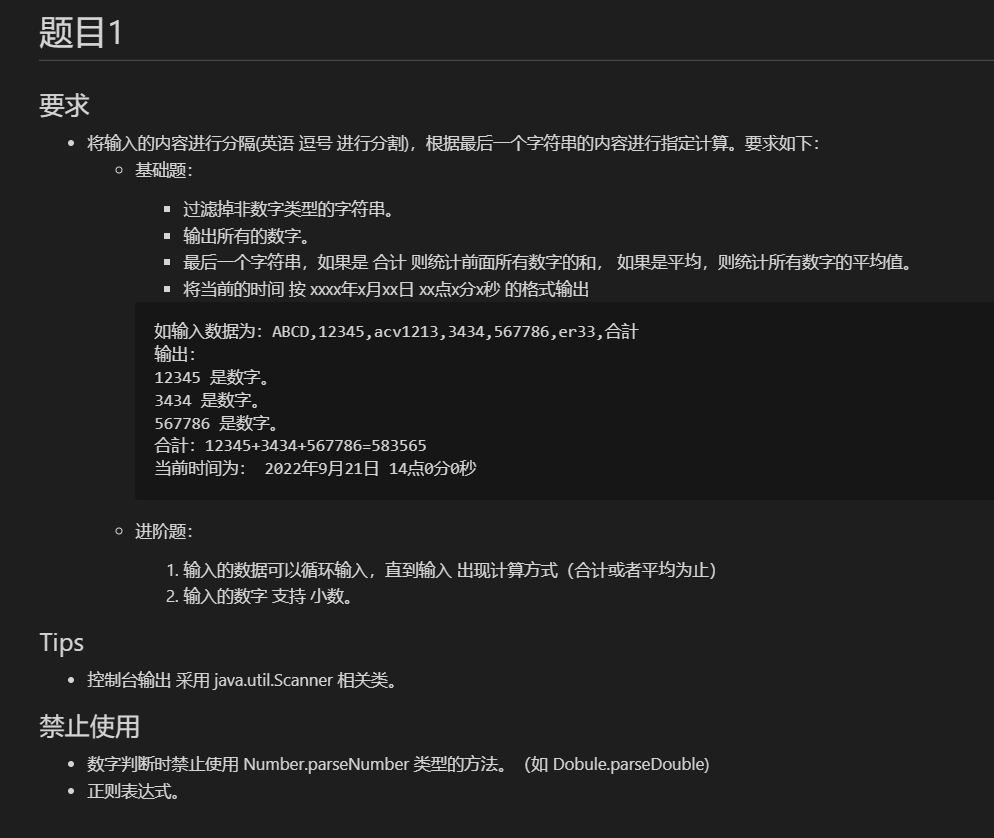 题目1
要求
将输入的内容进行分隔(英语 逗号 进行分割)，根据最后一个字符串的内容进行指定计算。要求如下：
基础题：
过滤掉非数字类型的字符串。
输出所有的数字。
最后一个字符串，如果是 合计 则统计前面所有数字的和， 如果是平均，则统计所有数字的平均值。
将当前的时间 按 xxxx年x月xx日 xx点x分x秒 的格式输出
如输入数据为：ABCD,12345,acv1213,3434,567786,er33,合計
输出：
12345 是数字。
3434 是数字。
567786 是数字。
合計：12345+3434+567786=583565
当前时间为： 2022年9月21日 14点0分0秒
进阶题：
1. 输入的数据可以循环输入，直到输入 出现计算方式（合计或者平均为止）
2. 输入的数字 支持 小数。
Tips
控制台输出 采用 java.util.Scanner 相关类。
禁止使用
数字判断时禁止使用 Number.parseNumber 类型的方法。（如 Dobule.parseDouble)
正则表达式。